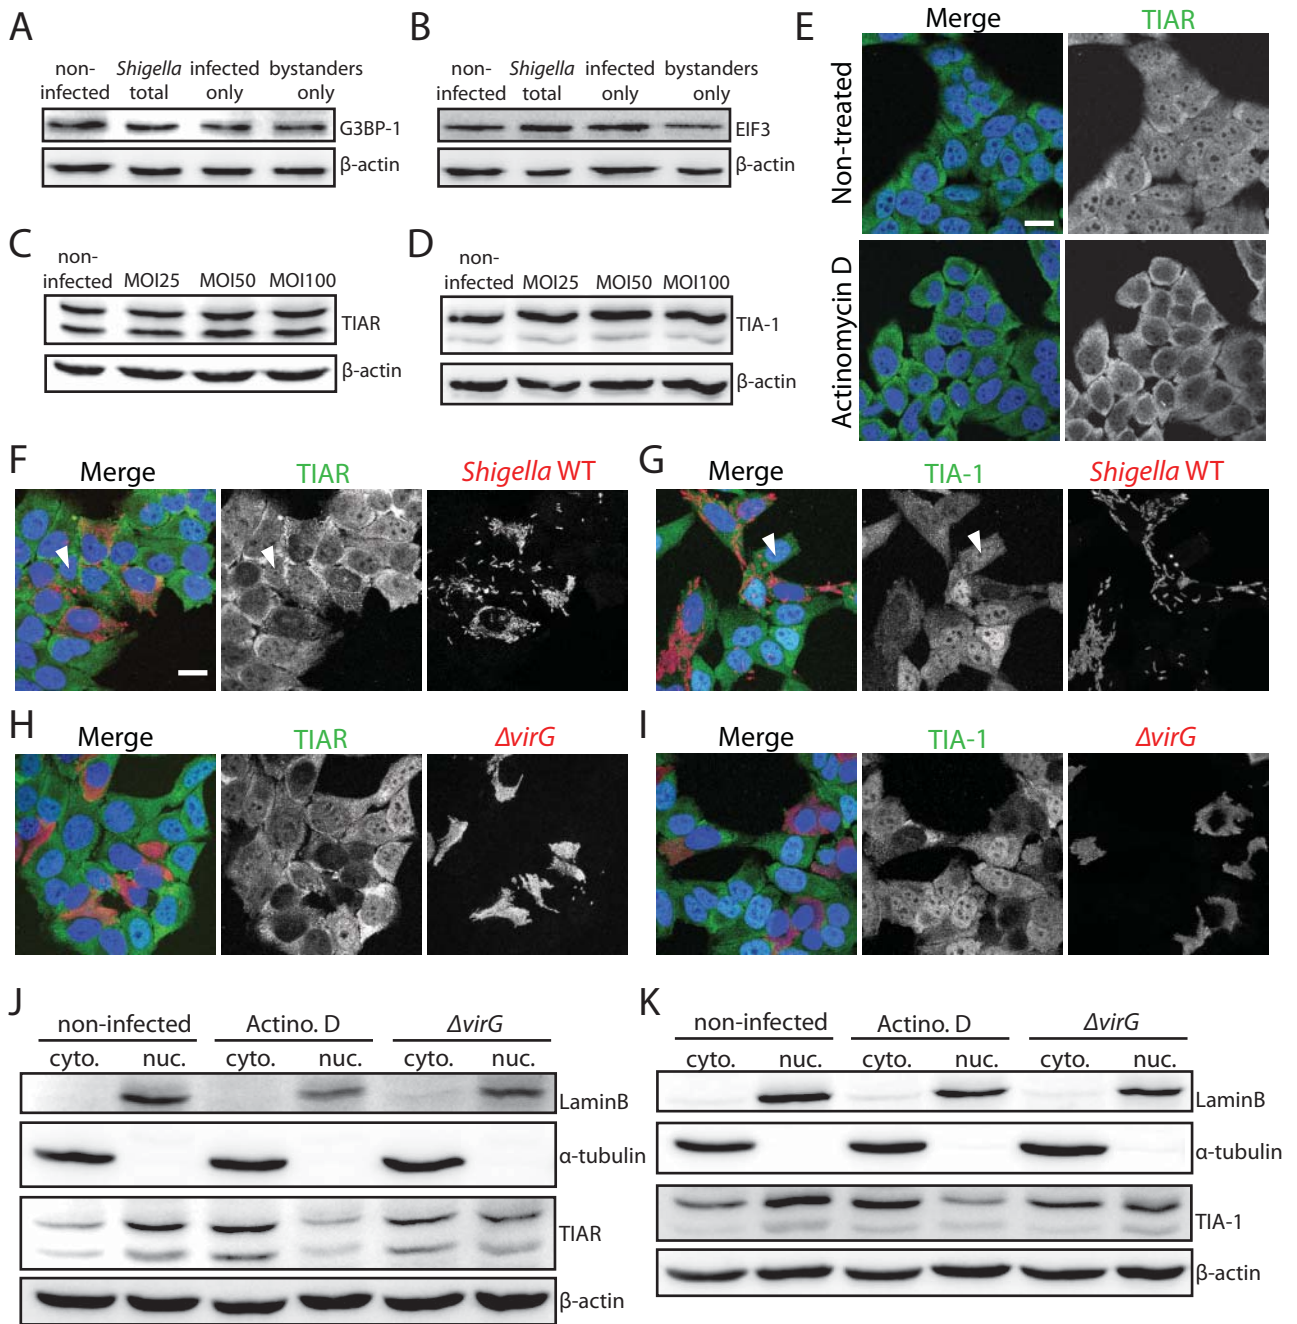 A
non-
infected
Shigella
total
infected
only
bystanders
only
G3BP-1
β-actin
B
non-
infected
Shigella
total
infected
only
bystanders
only
EIF3
β-actin
C
non-
infected
MOI25
MOI50
MOI100
TIAR
β-actin
D
non-
infected
MOI25
MOI50
MOI100
TIA-1
β-actin
E
Merge
TIAR
Non-treated
Actinomycin D
F
Merge
TIAR
Shigella WT
G
Merge
TIA-1
Shigella WT
H
Merge
TIAR
ΔvirG
I
Merge
TIA-1
ΔvirG
J
non-infected
Actino. D
ΔvirG
cyto.
nuc.
cyto.
nuc.
cyto.
nuc.
LaminB
α-tubulin
TIAR
β-actin
K
non-infected
Actino. D
ΔvirG
cyto.
nuc.
cyto.
nuc.
cyto.
nuc.
LaminB
α-tubulin
TIA-1
β-actin